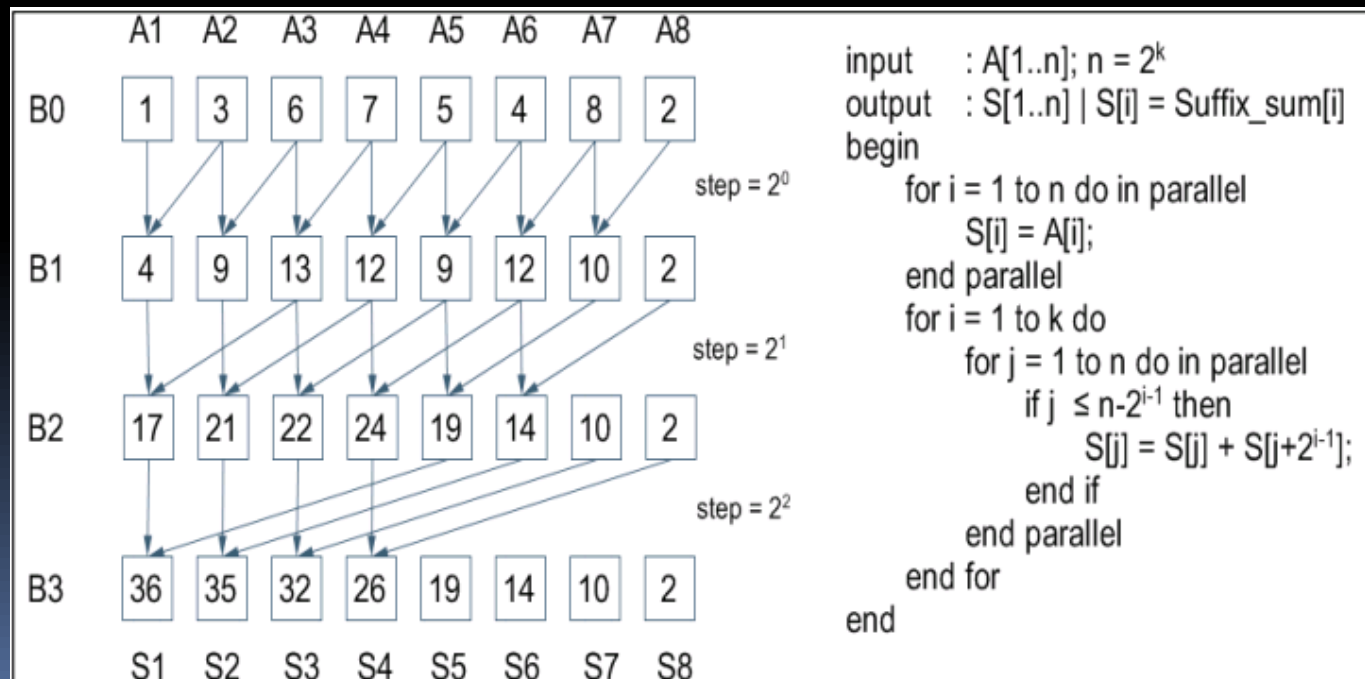 A1 A2 A3 A4 A5 A6 A7 A8
B0 1 3 6 7 5 4 8 2
step = 2⁰
B1 4 9 13 12 9 12 10 2
step = 2¹
B2 17 21 22 24 19 14 10 2
step = 2²
B3 36 35 32 26 19 14 10 2
S1 S2 S3 S4 S5 S6 S7 S8
input : A[1..n]; n = 2ᵏ
output : S[1..n] | S[i] = Suffix_sum[i]
begin
for i = 1 to n do in parallel
S[i] = A[i];
end parallel
for i = 1 to k do
for j = 1 to n do in parallel
if j ≤ n-2ⁱ⁻¹ then
S[j] = S[j] + S[j+2ⁱ⁻¹];
end if
end parallel
end for
end